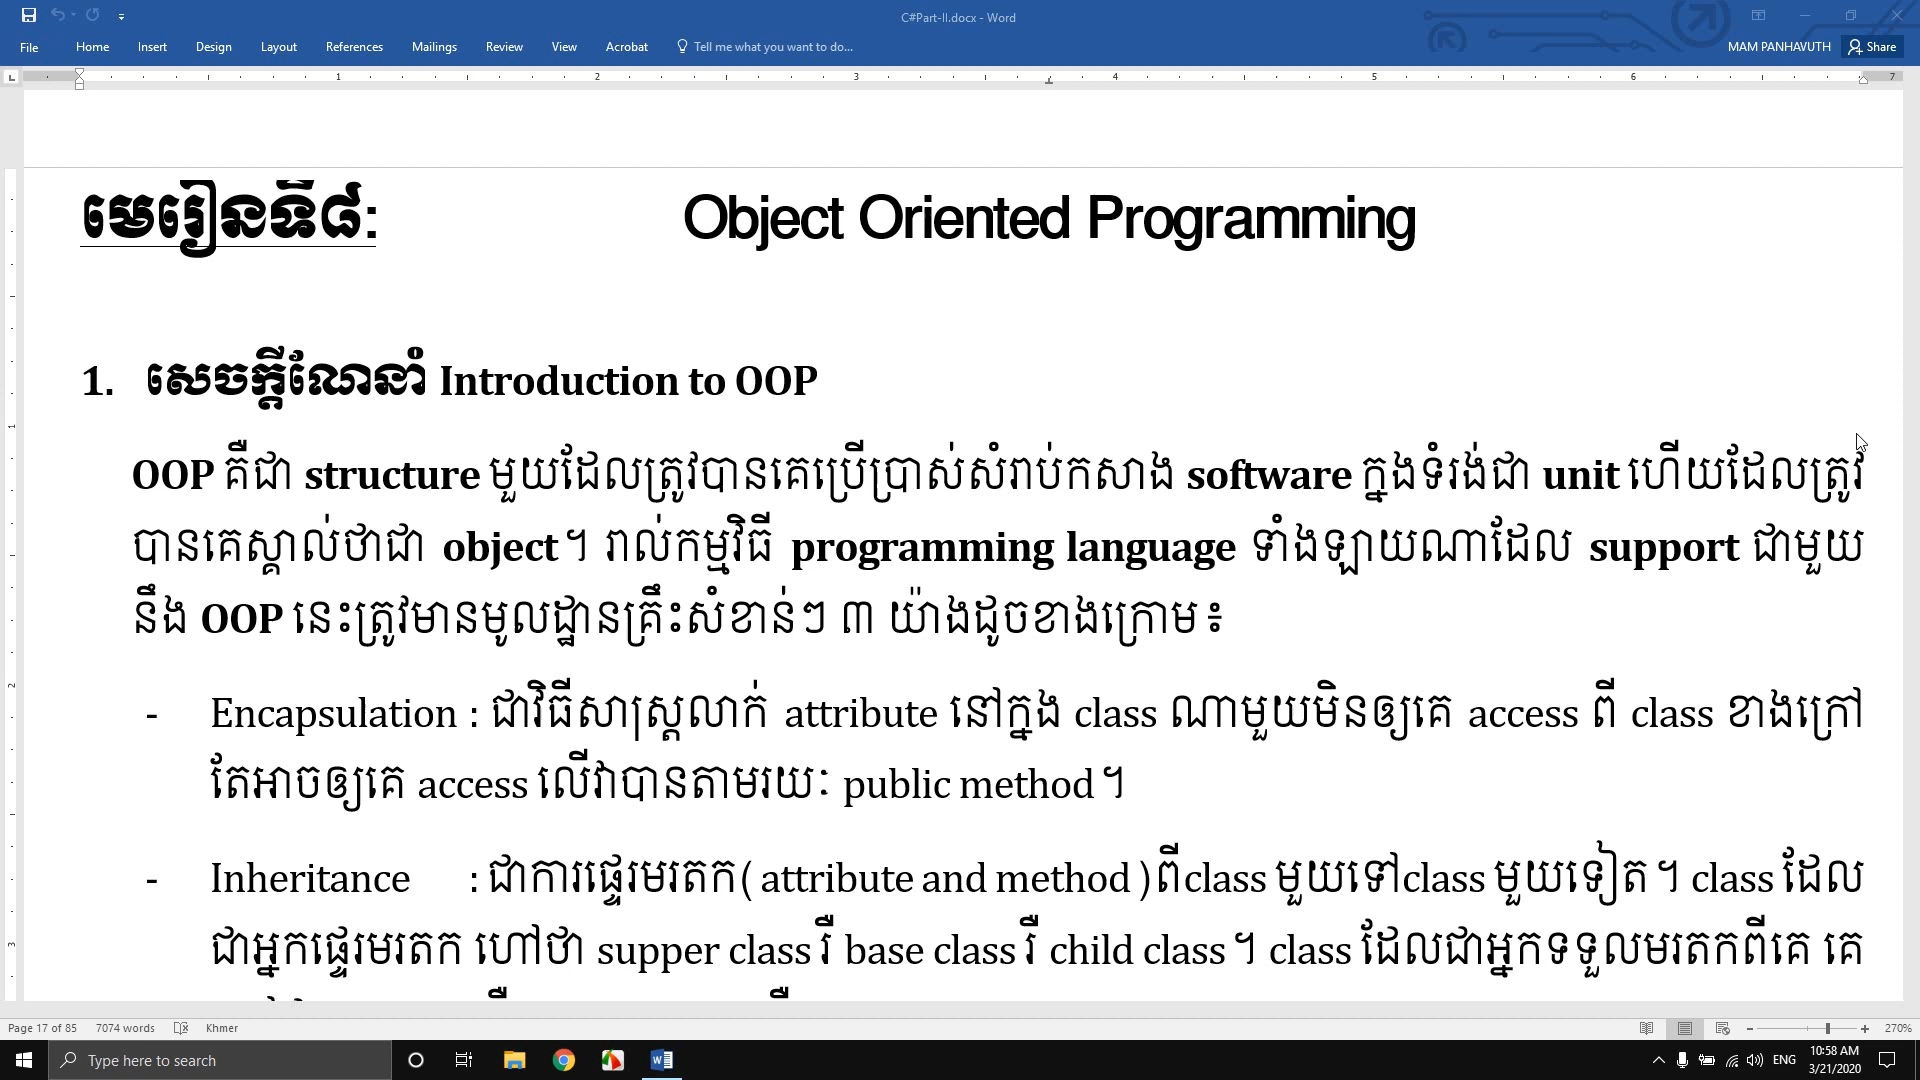 C#Part-II.docx - Word
File Home Insert Design Layout References Mailings Review View Acrobat Tell me what you want to do... MAM PANHAVUTH Share
1 2 3 4 5 6 7
មេរៀនទី៨: Object Oriented Programming
1. សេចក្តីណែនាំ Introduction to OOP
OOP គឺជា structure មួយដែលត្រូវបានគេប្រើប្រាស់សំរាប់កសាង software ក្នុងទំរង់ជា unit ហើយដែលត្រូវ
បានគេស្គាល់ថាជា object។ រាល់កម្មវិធី programming language ទាំងឡាយណាដែល support ជាមួយ
នឹង OOP នេះត្រូវមានមូលដ្ឋានគ្រឹះសំខាន់ៗ ៣ យ៉ាងដូចខាងក្រោម៖
- Encapsulation : ជាវិធីសាស្ត្រលាក់ attribute នៅក្នុង class ណាមួយមិនឲ្យគេ access ពី class ខាងក្រៅ
តែអាចឲ្យគេ access លើវាបានតាមរយៈ public method។
- Inheritance : ជាការផ្ទេរមរតក( attribute and method )ពីclass មួយទៅclass មួយទៀត។ class ដែល
ជាអ្នកផ្ទេរមរតក ហៅថា supper class រឺ base class រឺ child class។ class ដែលជាអ្នកទទួលមរតកពីគេ គេ
Page 17 of 85 7074 words Khmer 270%
Type here to search ENG 10:58 AM
3/21/2020